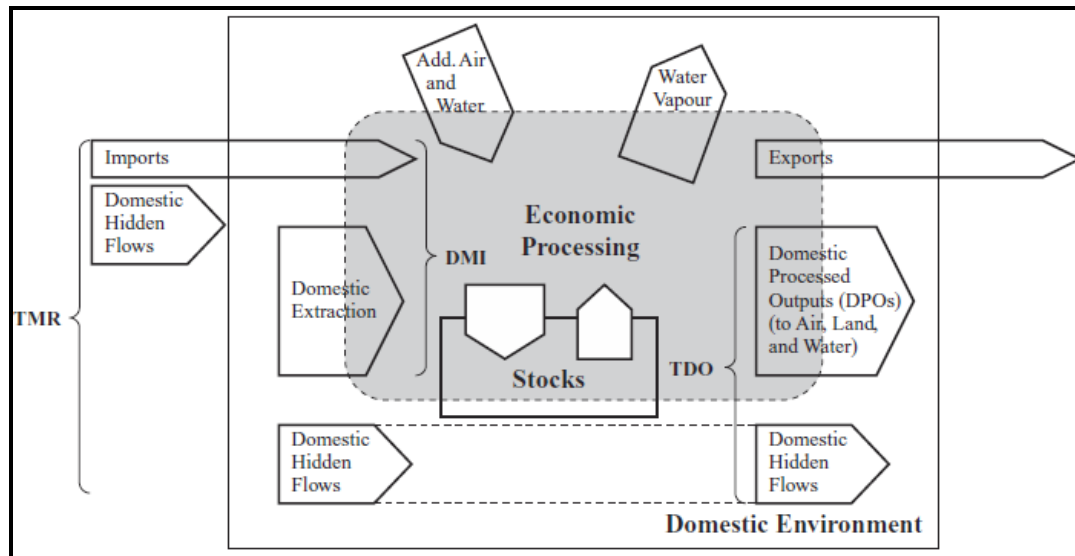 Add. Air
and
Water
Water
Vapour
Imports
Exports
Domestic
Hidden
Flows
Economic
Processing
DMI
Domestic
Extraction
Domestic
Processed
Outputs (DPOs)
(to Air, Land,
and Water)
TMR
TDO
Stocks
Domestic
Hidden
Flows
Domestic
Hidden
Flows
Domestic Environment